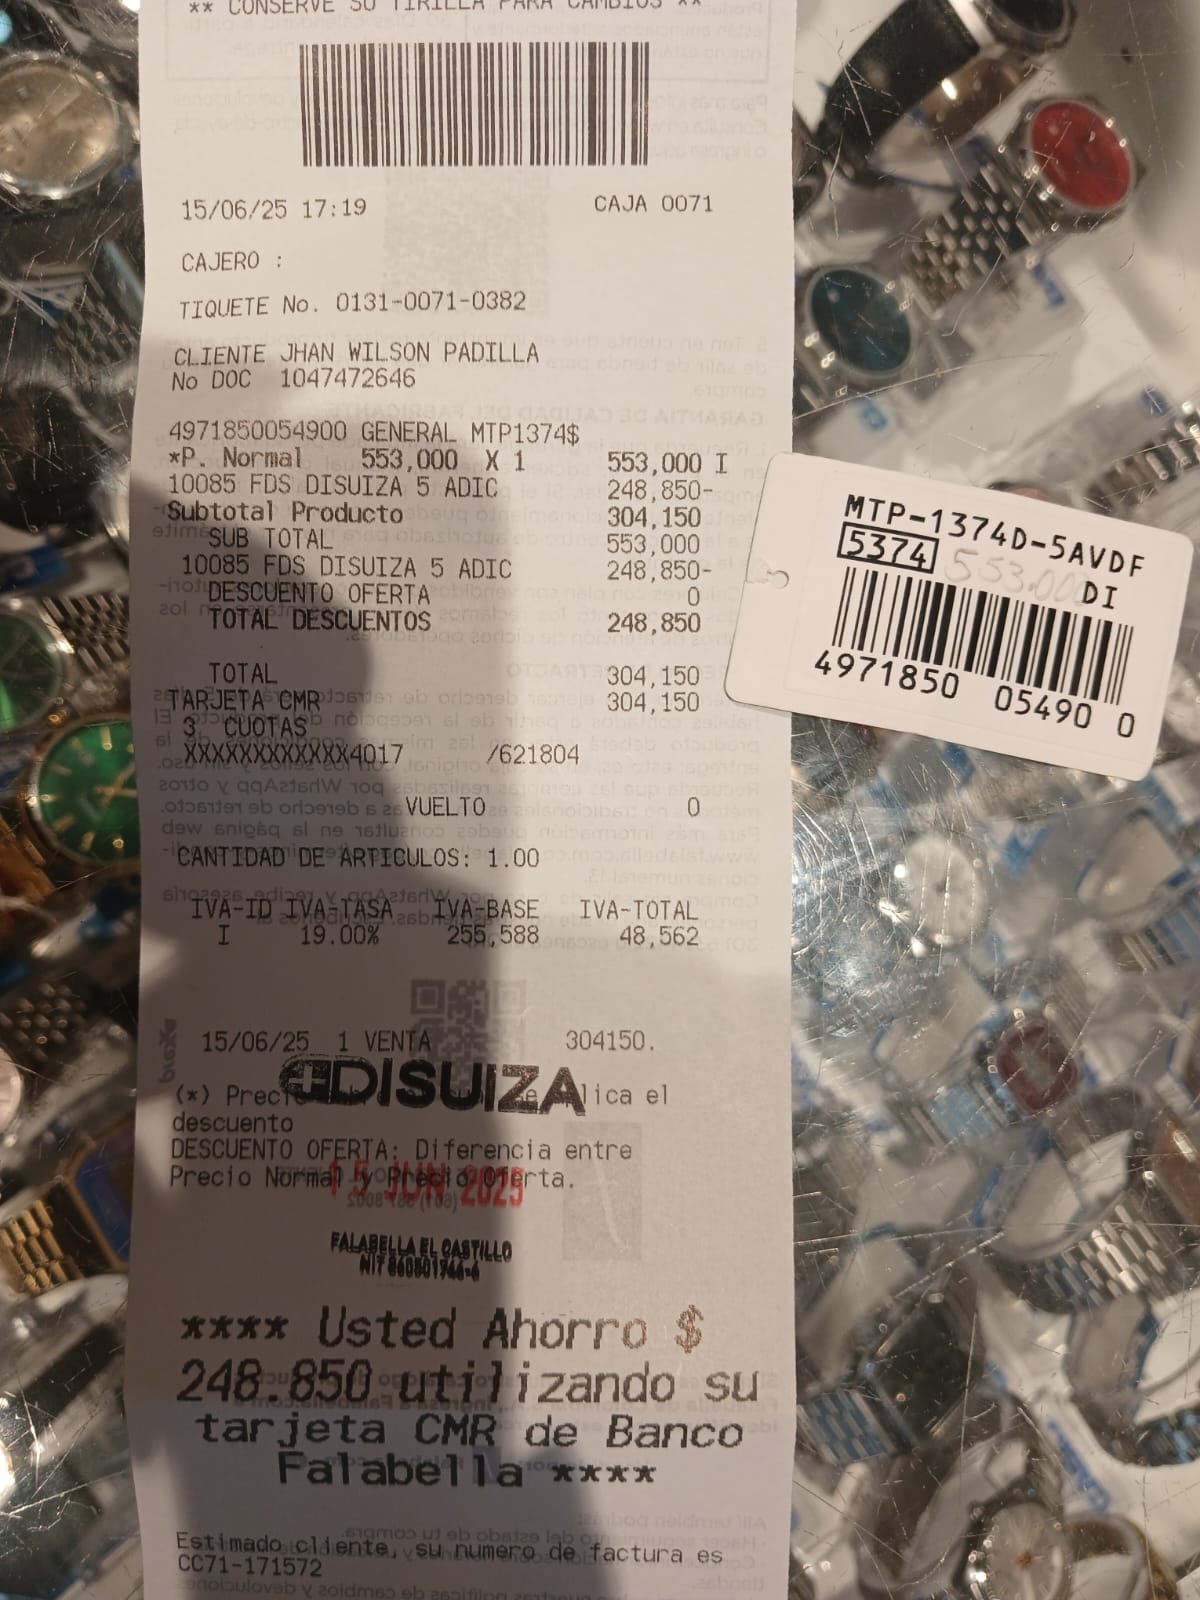 ** CONSERVE SU TIRILLA PARA CAMBIOS **
15/06/25 17:19 CAJA 0071
CAJERO :
TIQUETE No. 0131-0071-0382
CLIENTE JHAN WILSON PADILLA
No DOC 1047472646
4971850054900 GENERAL MTP1374$
*P. Normal 553,000 X 1 553,000 I
10085 FDS DISUIZA 5 ADIC 248,850-
Subtotal Producto 304,150
SUB TOTAL 553,000
10085 FDS DISUIZA 5 ADIC 248,850-
DESCUENTO OFERTA 0
TOTAL DESCUENTOS 248,850
TOTAL 304,150
TARJETA CMR 304,150
3 CUOTAS
XXXXXXXXXXXX4017 /621804
VUELTO 0
CANTIDAD DE ARTICULOS: 1.00
IVA-ID IVA-TASA IVA-BASE IVA-TOTAL
I 19.00% 255,588 48,562
15/06/25 1 VENTA 304150.
DISUIZA
(*) Precio aplica el
descuento
DESCUENTO OFERTA: Diferencia entre
Precio Normal y Precio Oferta.
15 JUN 2025
FALABELLA EL CASTILLO
NIT
**** Usted Ahorro $
248.850 utilizando su
tarjeta CMR de Banco
Falabella ****
Estimado cliente, su numero de factura es
CC71-171572
MTP-1374D-5AVDF
5374 553.000 DI
4971850 05490 0